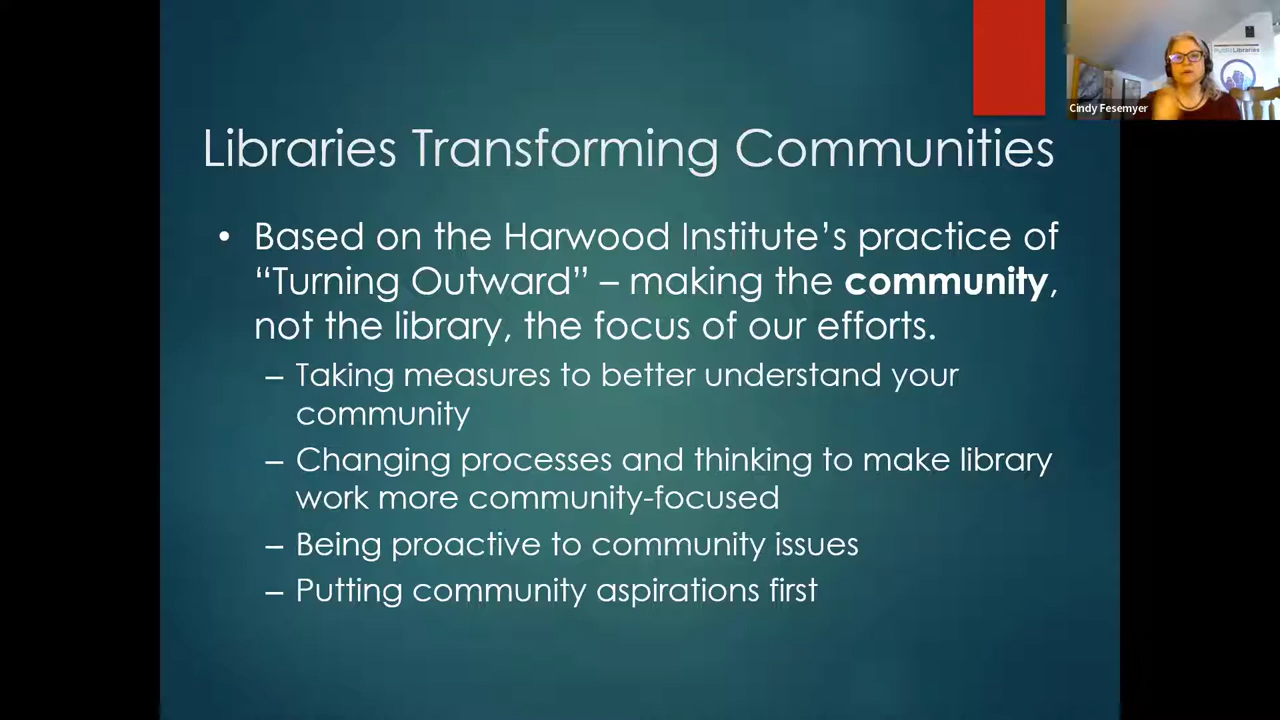 Cindy Fesemyer
Libraries Transforming Communities
• Based on the Harwood Institute’s practice of
“Turning Outward” – making the community,
not the library, the focus of our efforts.
– Taking measures to better understand your
community
– Changing processes and thinking to make library
work more community-focused
– Being proactive to community issues
– Putting community aspirations first